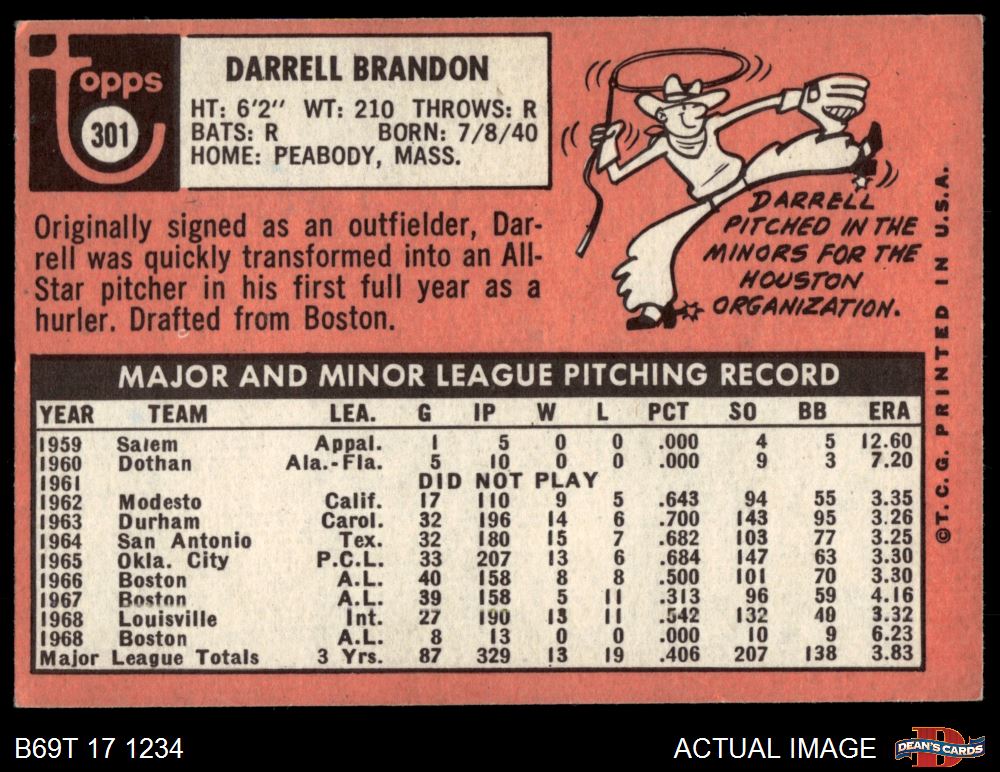 topps
301
DARRELL BRANDON
HT: 6'2" WT: 210 THROWS: R
BATS: R BORN: 7/8/40
HOME: PEABODY, MASS.
Originally signed as an outfielder, Dar-
rell was quickly transformed into an All-
Star pitcher in his first full year as a
hurler. Drafted from Boston.
DARRELL
PITCHED IN THE
MINORS FOR THE
HOUSTON
ORGANIZATION.
MAJOR AND MINOR LEAGUE PITCHING RECORD
YEAR TEAM LEA. G IP W L PCT SO BB ERA
1959 Salem Appal. 1 5 0 0 .000 4 5 12.60
1960 Dothan Ala.-Fla. 5 10 0 0 .000 9 3 7.20
1961 DID NOT PLAY
1962 Modesto Calif. 17 110 9 5 .643 94 55 3.35
1963 Durham Carol. 32 196 14 6 .700 143 95 3.26
1964 San Antonio Tex. 32 180 15 7 .682 103 77 3.25
1965 Okla. City P.C.L. 33 207 13 6 .684 147 63 3.30
1966 Boston A.L. 40 158 8 8 .500 101 70 3.30
1967 Boston A.L. 39 158 5 11 .313 96 59 4.16
1968 Louisville Int. 27 190 13 11 .542 132 49 3.32
1968 Boston A.L. 8 13 0 0 .000 10 9 6.23
Major League Totals 3 Yrs. 87 329 13 19 .406 207 138 3.83
©T.C.G. PRINTED IN U.S.A.
B69T 17 1234
ACTUAL IMAGE
DEAN'S CARDS